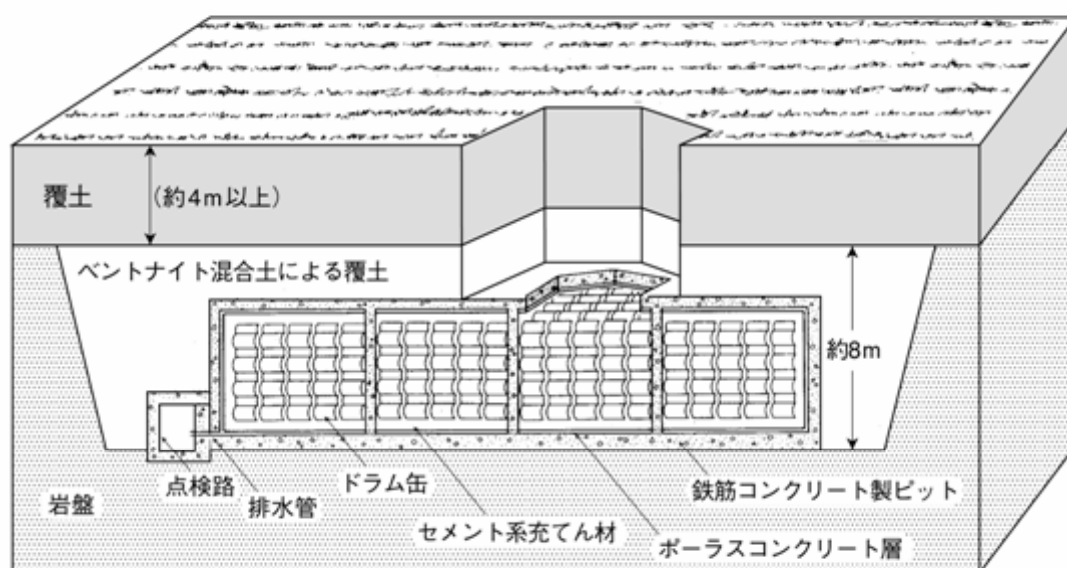 覆土
(約4m以上)
ベントナイト混合土による覆土
約8m
点検路
排水管
ドラム缶
セメント系充てん材
鉄筋コンクリート製ピット
ポーラスコンクリート層
岩盤